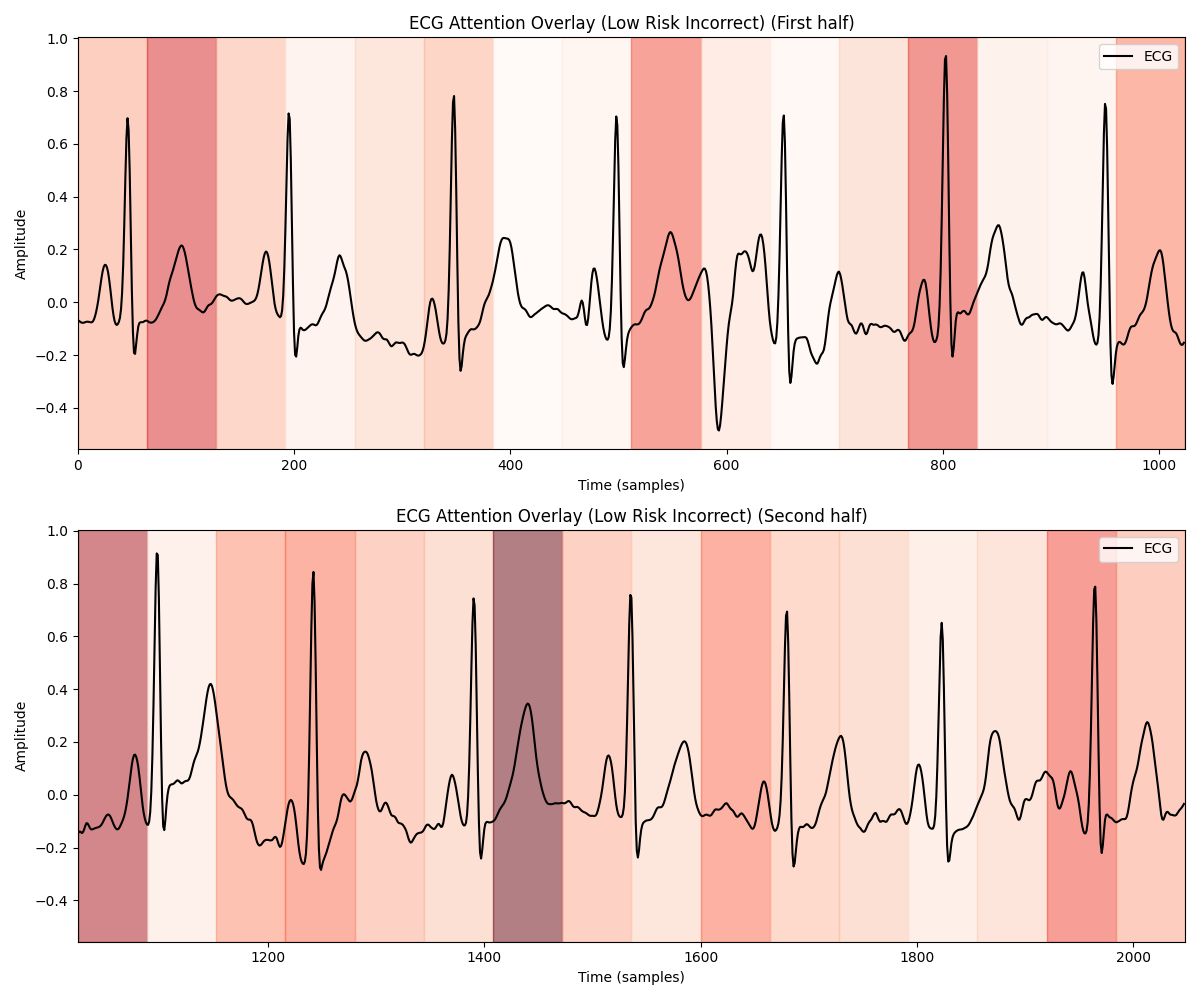 ECG Attention Overlay (Low Risk Incorrect) (First half)
1.0
0.8
0.6
0.4
0.2
0.0
−0.2
−0.4
Amplitude
ECG
0 200 400 600 800 1000
Time (samples)
ECG Attention Overlay (Low Risk Incorrect) (Second half)
1.0
0.8
0.6
0.4
0.2
0.0
−0.2
−0.4
Amplitude
ECG
1200 1400 1600 1800 2000
Time (samples)